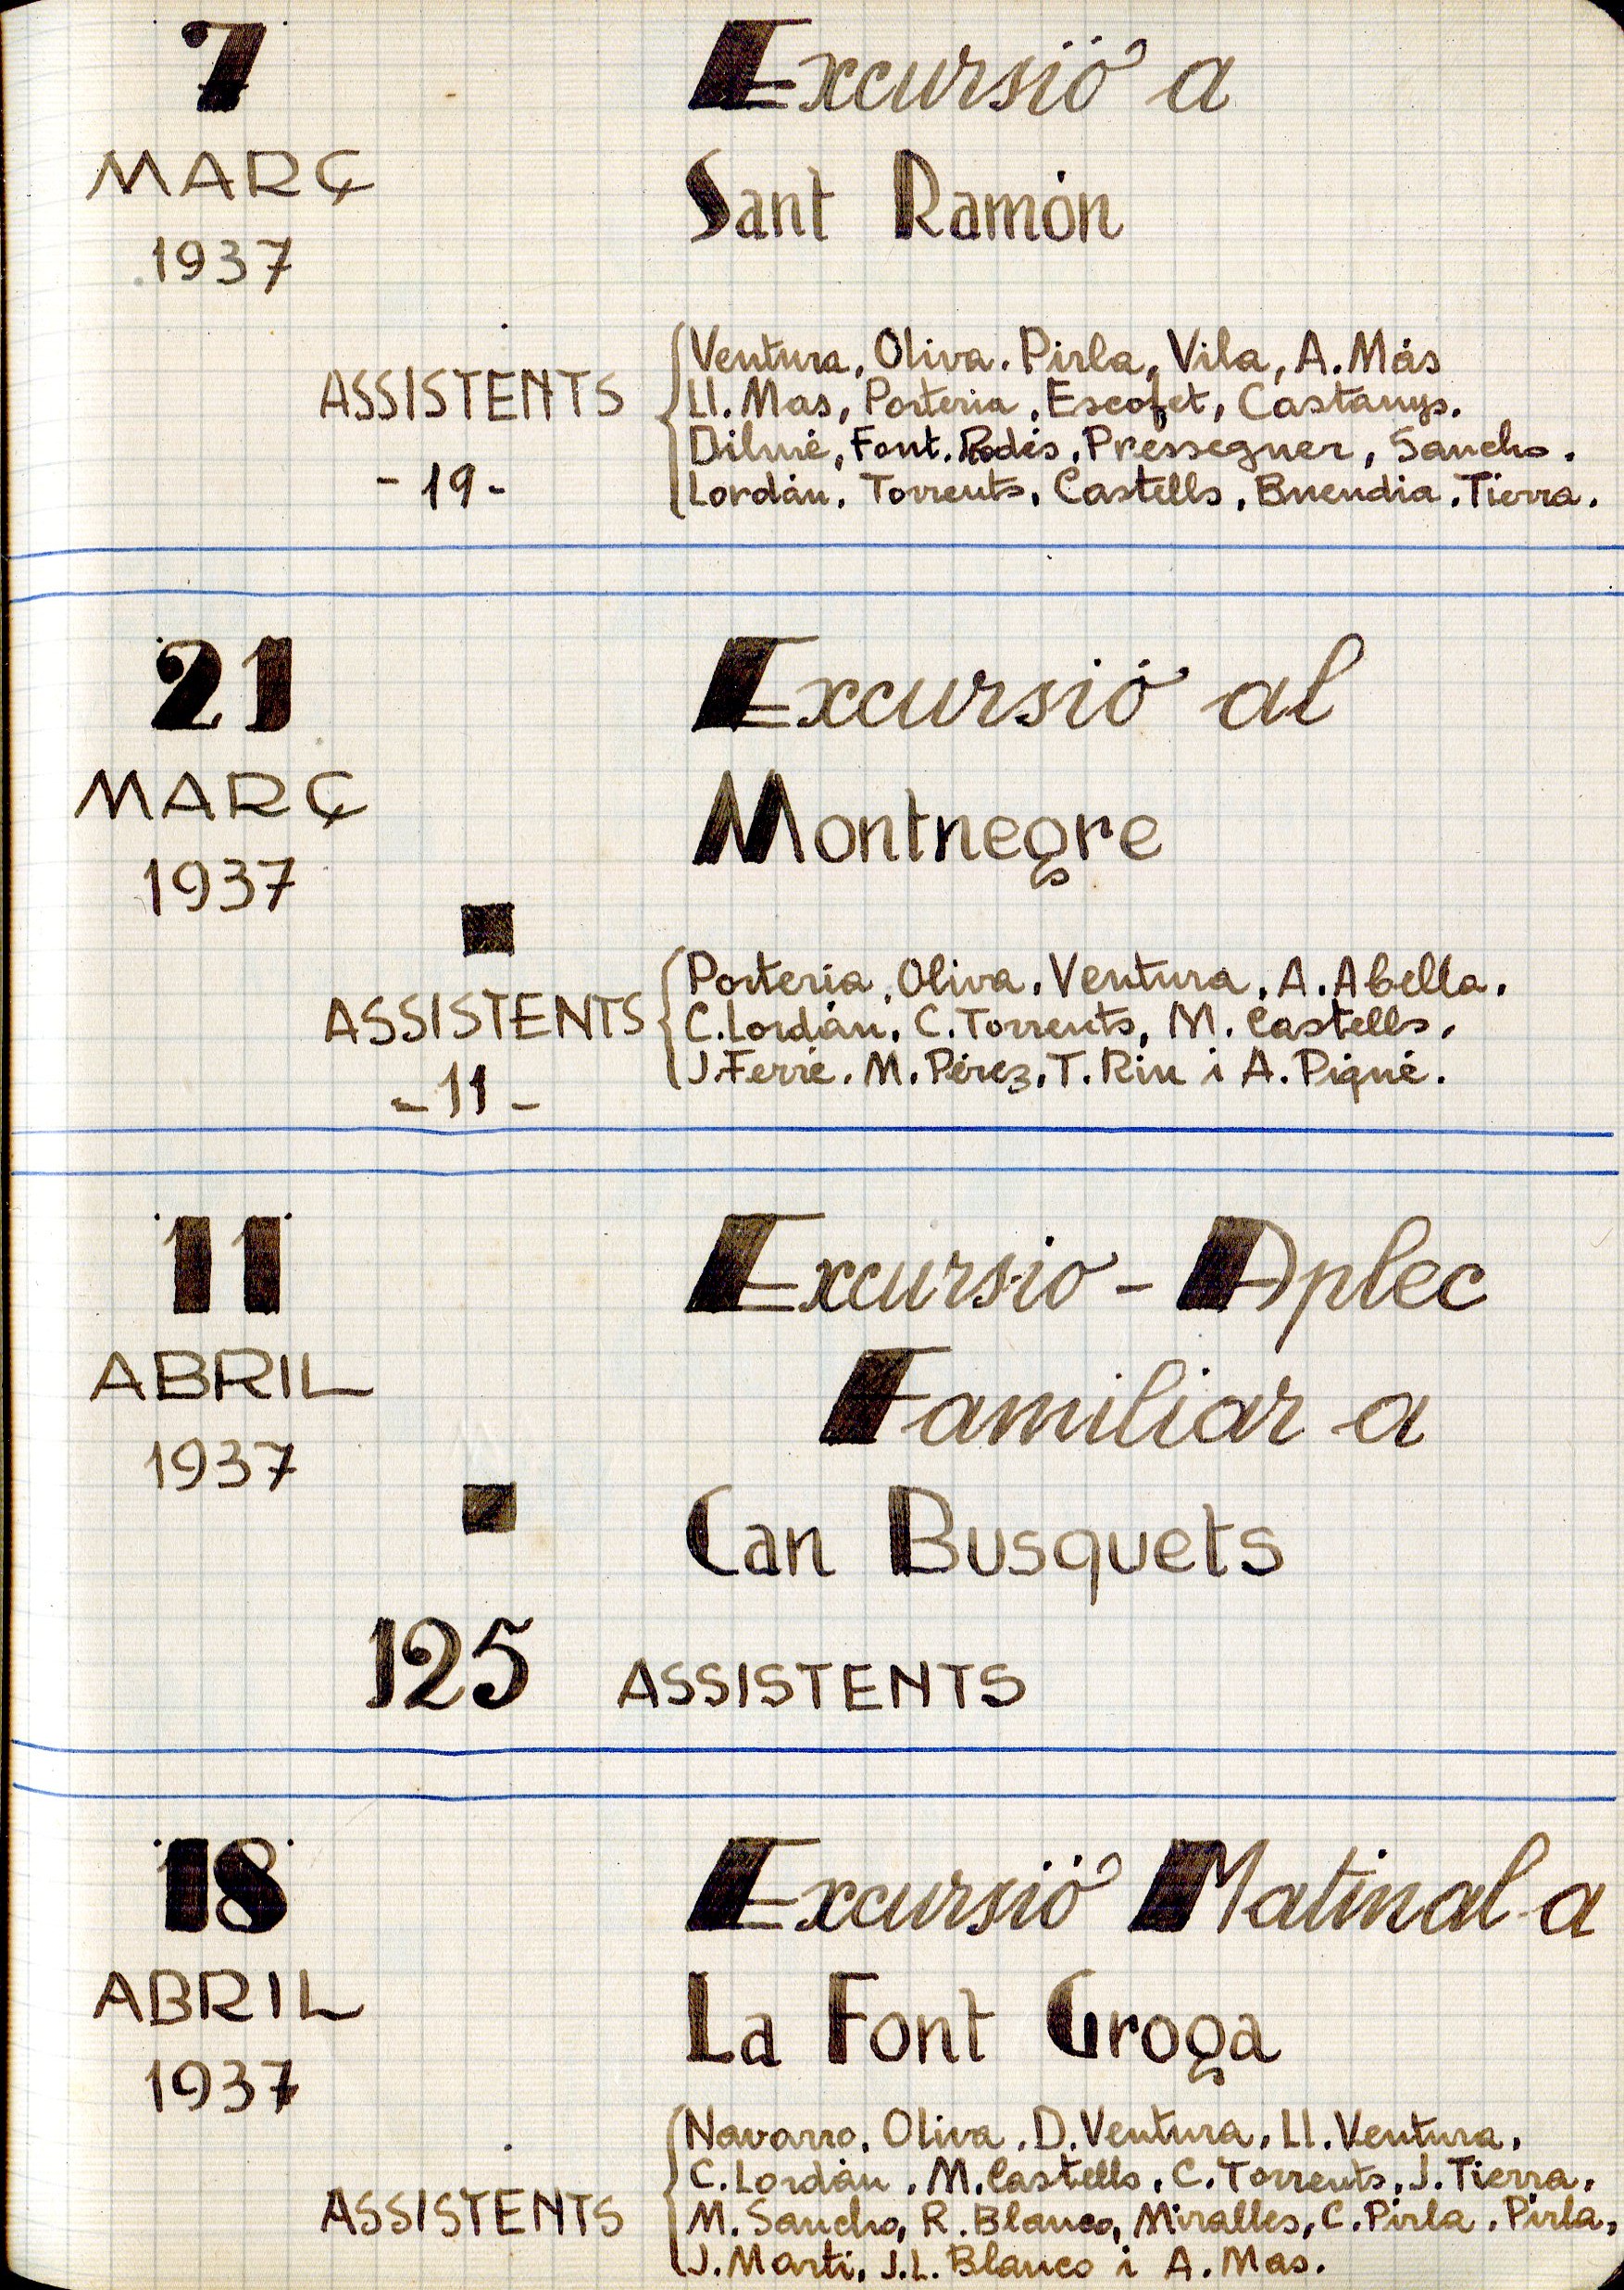 7
Excursió a
MARÇ
Sant Ramón
1937
Ventura, Oliva. Pirla, Vila, A. Más
ASSISTENTS
Ll. Mas, Porteria, Escofet, Castanys.
Dilmé, Font. Rodés, Pressegner, Sancho.
- 19 -
Lordán, Torrents, Castells, Buendia. Tierra.
21
Excursió al
MARÇ
Montnegre
1937
Porteria, Oliva, Ventura, A. Abella.
ASSISTENTS
C. Lordán, C. Torrents, M. Castells,
J. Ferré. M. Pérez, T. Riu i A. Piqué.
- 11 -
11
Excursio - Aplec
ABRIL
Familiar a
1937
Can Busquets
125 ASSISTENTS
18
Excursió Matinal a
ABRIL
La Font Groga
1937
Navarro, Oliva, D. Ventura, Ll. Ventura,
C. Lordán, M. Castells, C. Torrents, J. Tierra,
ASSISTENTS
M. Sancho, R. Blanco, Miralles, C. Pirla. Pirla,
J. Martí, J.L. Blanco i A. Mas.